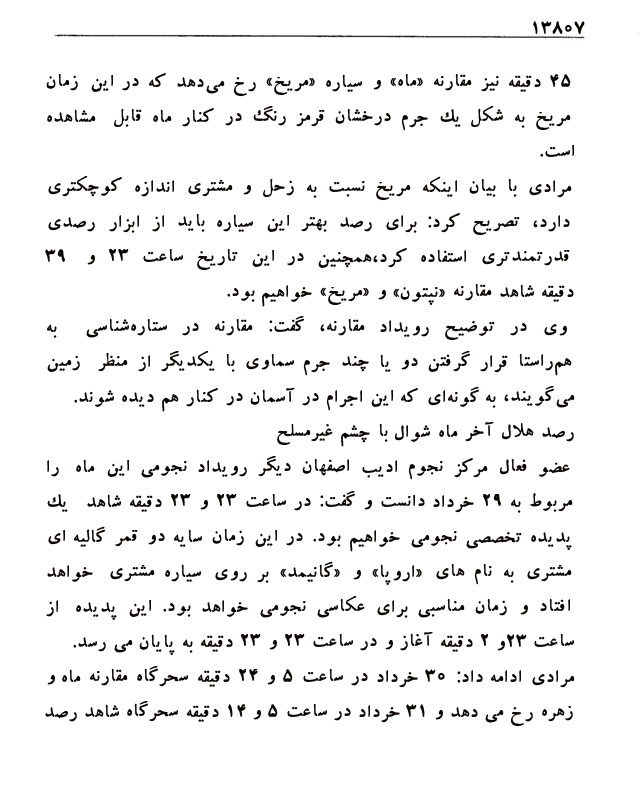 ۱۳۸۰۷
۴۵ دقیقه نیز مقارنه «ماه» و سیاره «مریخ» رخ می‌دهد که در این زمان
مریخ به شکل یك جرم درخشان قرمز رنگ در کنار ماه قابل مشاهده
است.
مرادی با بیان اینکه مریخ نسبت به زحل و مشتری اندازه کوچکتری
دارد، تصریح کرد: برای رصد بهتر این سیاره باید از ابزار رصدی
قدرتمندتری استفاده کرد،همچنین در این تاریخ ساعت ۲۳ و ۳۹
دقیقه شاهد مقارنه «نپتون» و «مریخ» خواهیم بود.
وی در توضیح رویداد مقارنه، گفت: مقارنه در ستاره‌شناسی به
هم‌راستا قرار گرفتن دو یا چند جرم سماوی با یکدیگر از منظر زمین
می‌گویند، به گونه‌ای که این اجرام در آسمان در کنار هم دیده شوند.
رصد هلال آخر ماه شوال با چشم غیرمسلح
عضو فعال مرکز نجوم ادیب اصفهان دیگر رویداد نجومی این ماه را
مربوط به ۲۹ خرداد دانست و گفت: در ساعت ۲۳ و ۲۳ دقیقه شاهد یك
پدیده تخصصی نجومی خواهیم بود. در این زمان سایه دو قمر گالیه ای
مشتری به نام های «اروپا» و «گانیمد» بر روی سیاره مشتری خواهد
افتاد و زمان مناسبی برای عکاسی نجومی خواهد بود. این پدیده از
ساعت ۲۳و ۲ دقیقه آغاز و در ساعت ۲۳ و ۲۳ دقیقه به پایان می رسد.
مرادی ادامه داد: ۳۰ خرداد در ساعت ۵ و ۲۴ دقیقه سحرگاه مقارنه ماه و
زهره رخ می دهد و ۳۱ خرداد در ساعت ۵ و ۱۴ دقیقه سحرگاه شاهد رصد